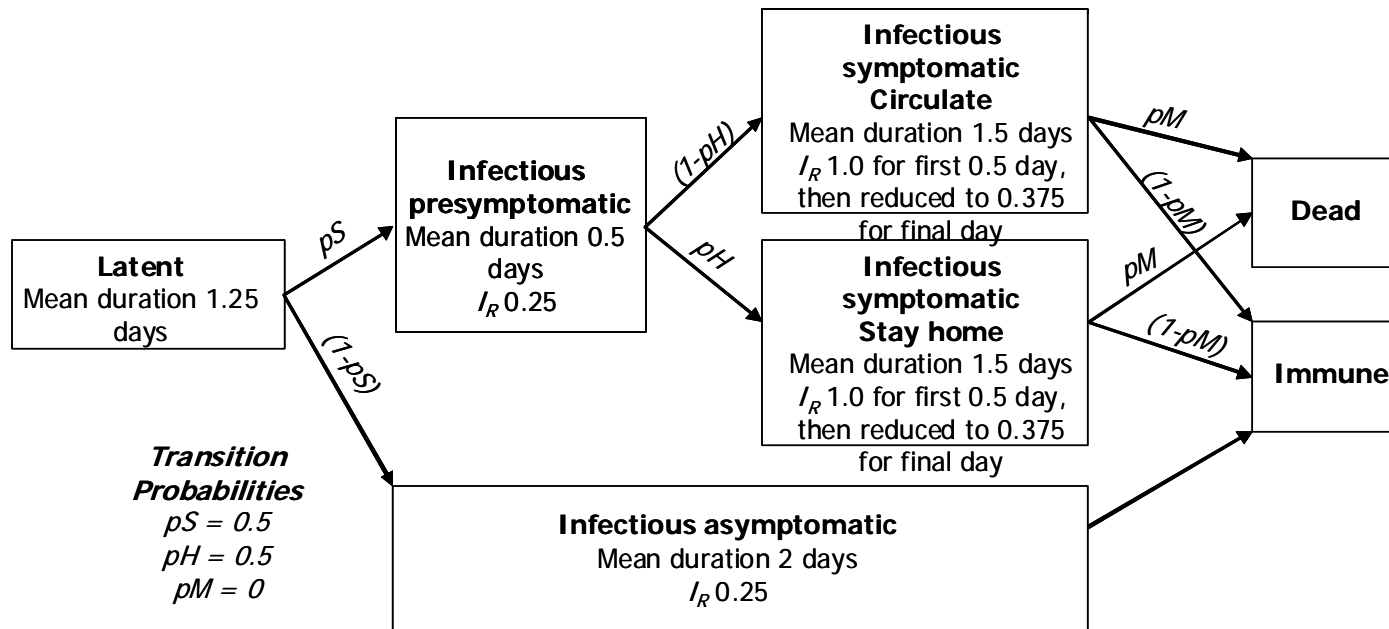 Latent
Mean duration 1.25
days
pS
(1-pS)
Infectious
presymptomatic
Mean duration 0.5
days
I_R 0.25
(1-pH)
pH
Infectious
symptomatic
Circulate
Mean duration 1.5 days
I_R 1.0 for first 0.5 day,
then reduced to 0.375
for final day
Infectious
symptomatic
Stay home
Mean duration 1.5 days
I_R 1.0 for first 0.5 day,
then reduced to 0.375
for final day
pM
(1-pM)
pM
(1-pM)
Dead
Immune
Infectious asymptomatic
Mean duration 2 days
I_R 0.25
Transition
Probabilities
pS = 0.5
pH = 0.5
pM = 0